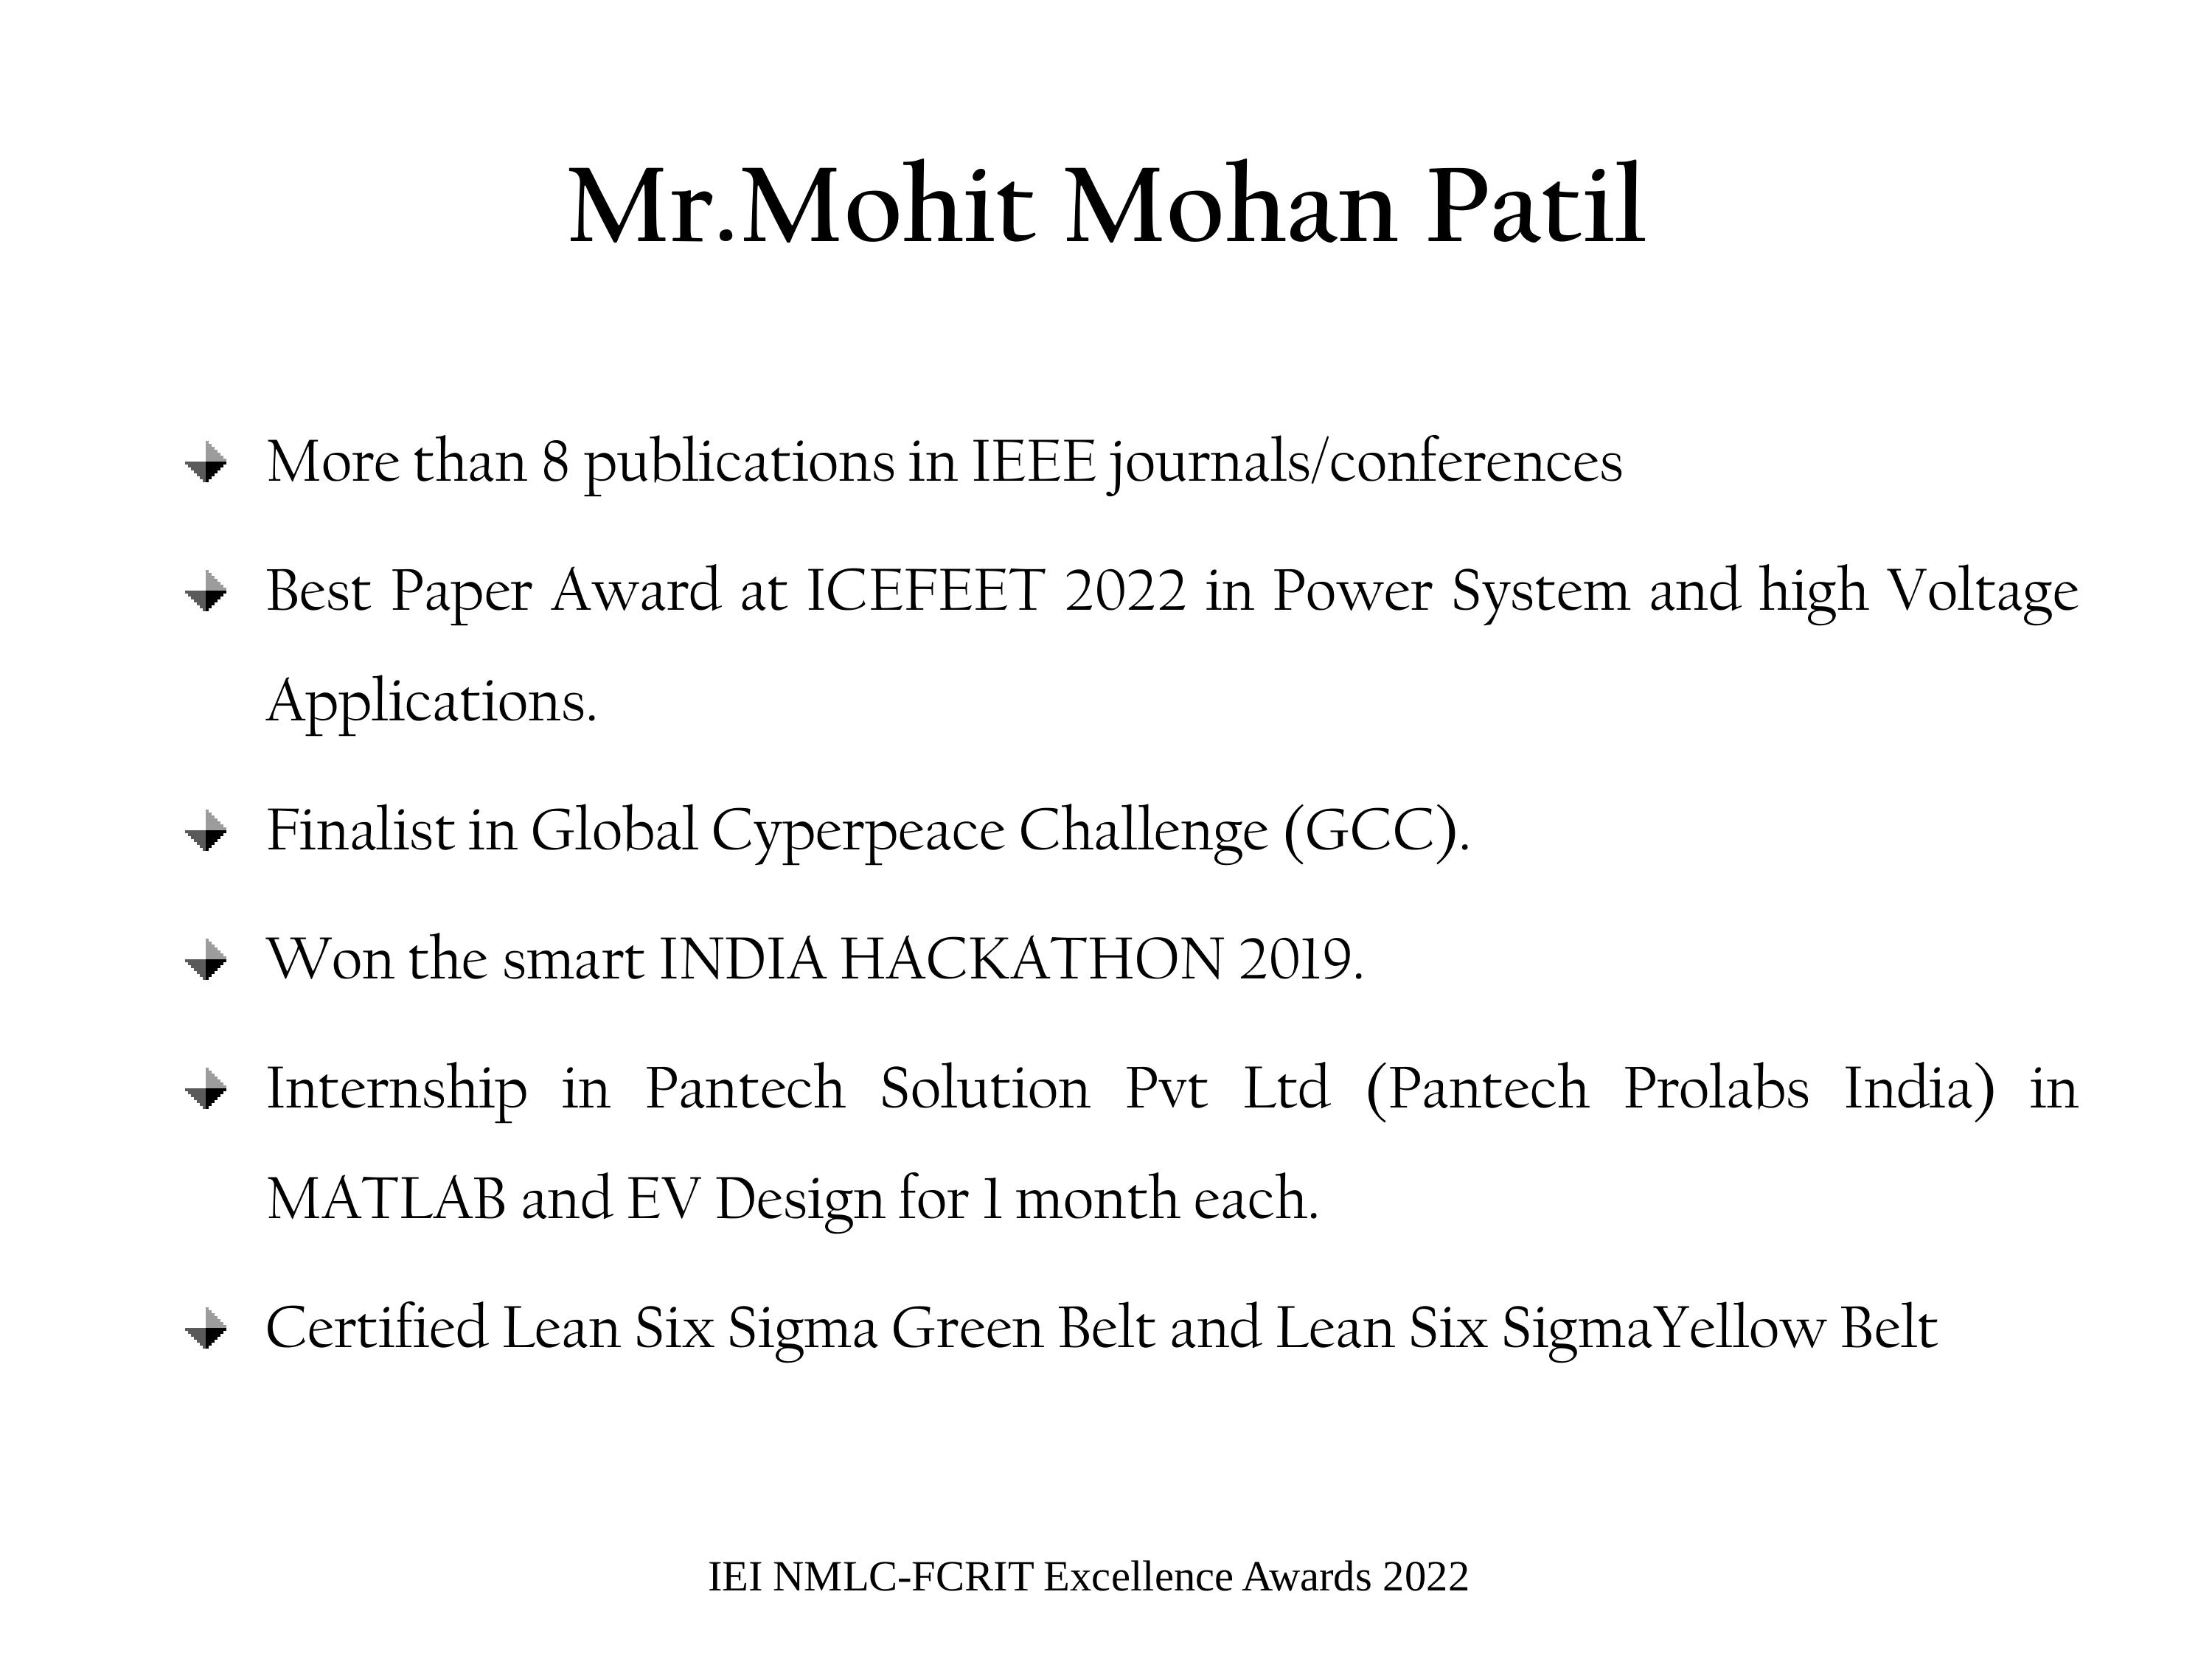 Mr.Mohit Mohan Patil
More than 8 publications in IEEE journals/conferences
Best Paper Award at ICEFEET 2022 in Power System and high Voltage
Applications.
Finalist in Global Cyperpeace Challenge (GCC).
Won the smart INDIA HACKATHON 2019.
Internship in Pantech Solution Pvt Ltd (Pantech Prolabs India) in
MATLAB and EV Design for 1 month each.
Certified Lean Six Sigma Green Belt and Lean Six SigmaYellow Belt
IEI NMLC-FCRIT Excellence Awards 2022